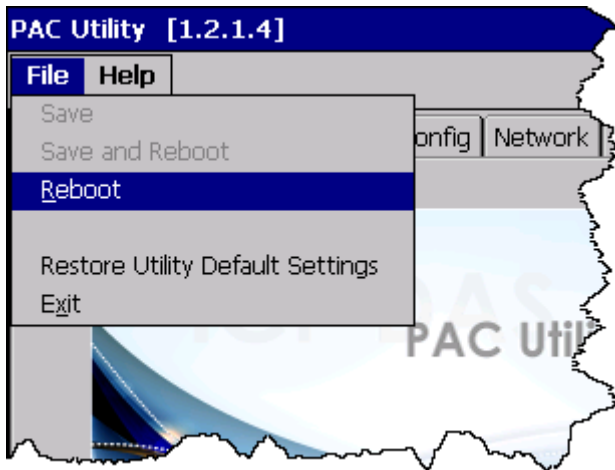 PAC Utility [1.2.1.4]
File Help
Save
Save and Reboot
onfig Network
Reboot
Restore Utility Default Settings
Exit
PAC Utili